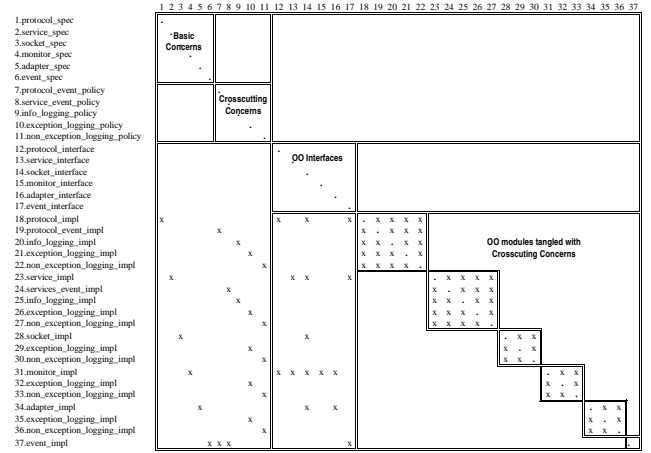 1 2 3 4 5 6 7 8 9 10 11 12 13 14 15 16 17 18 19 20 21 22 23 24 25 26 27 28 29 30 31 32 33 34 35 36 37
1.protocol_spec .
2.service_spec .
3.socket_spec .
4.monitor_spec .
5.adapter_spec .
6.event_spec .
Basic
Concerns
7.protocol_event_policy .
8.service_event_policy .
9.info_logging_policy .
10.exception_logging_policy .
11.non_exception_logging_policy .
Crosscutting
Concerns
12.protocol_interface .
13.service_interface .
14.socket_interface .
15.monitor_interface .
16.adapter_interface .
17.event_interface .
OO Interfaces
18.protocol_impl x x x x . x x x x
19.protocol_event_impl x x . x x x
20.info_logging_impl x x x . x x
21.exception_logging_impl x x x x . x
22.non_exception_logging_impl x x x x x .
OO modules tangled with
Crosscuting Concerns
23.service_impl x x x x . x x x x
24.services_event_impl x x . x x x
25.info_logging_impl x x x . x x
26.exception_logging_impl x x x x . x
27.non_exception_logging_impl x x x x x .
28.socket_impl x x . x x
29.exception_logging_impl x x . x
30.non_exception_logging_impl x x x .
31.monitor_impl x x x x x x . x x
32.exception_logging_impl x x . x
33.non_exception_logging_impl x x x .
34.adapter_impl x x x . x x
35.exception_logging_impl x x . x
36.non_exception_logging_impl x x x .
37.event_impl x x x x .